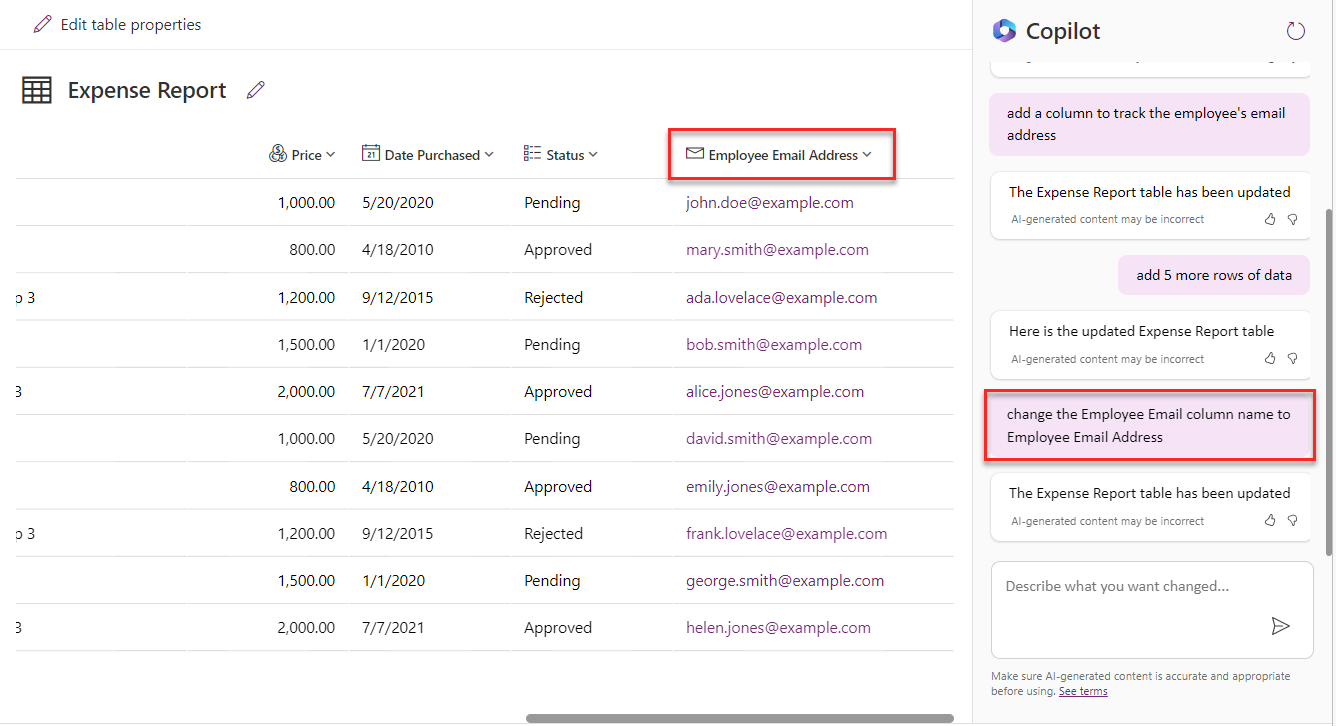 Edit table properties
Expense Report
Price Date Purchased Status Employee Email Address
1,000.00 5/20/2020 Pending john.doe@example.com
800.00 4/18/2010 Approved mary.smith@example.com
p 3 1,200.00 9/12/2015 Rejected ada.lovelace@example.com
1,500.00 1/1/2020 Pending bob.smith@example.com
3 2,000.00 7/7/2021 Approved alice.jones@example.com
1,000.00 5/20/2020 Pending david.smith@example.com
800.00 4/18/2010 Approved emily.jones@example.com
p 3 1,200.00 9/12/2015 Rejected frank.lovelace@example.com
1,500.00 1/1/2020 Pending george.smith@example.com
3 2,000.00 7/7/2021 Approved helen.jones@example.com
Copilot
add a column to track the employee's email
address
The Expense Report table has been updated
AI-generated content may be incorrect
add 5 more rows of data
Here is the updated Expense Report table
AI-generated content may be incorrect
change the Employee Email column name to
Employee Email Address
The Expense Report table has been updated
AI-generated content may be incorrect
Describe what you want changed...
Make sure AI-generated content is accurate and appropriate
before using. See terms